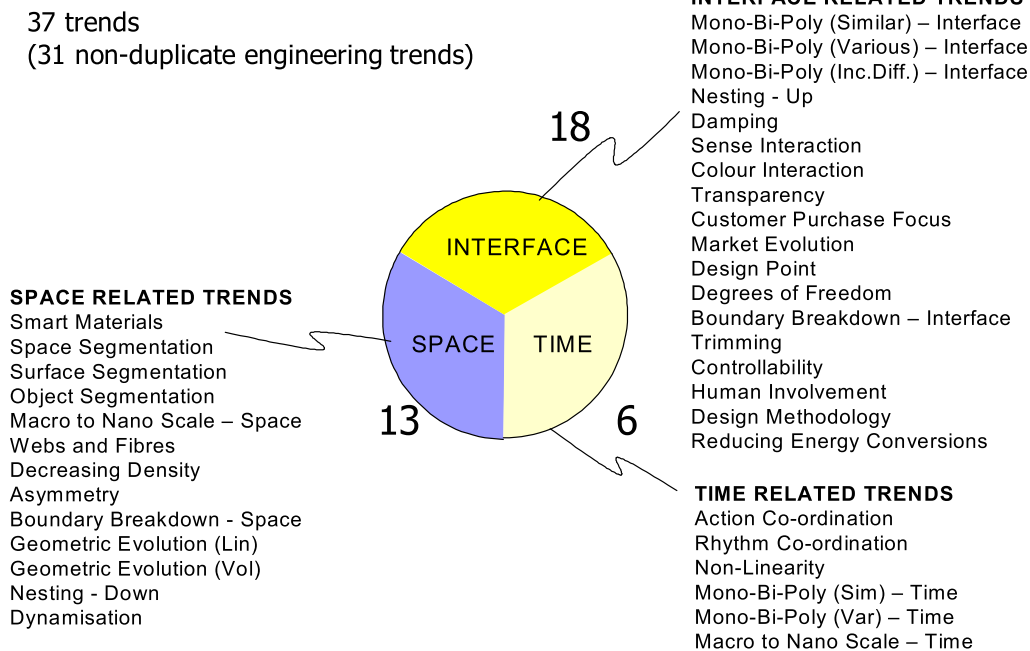 37 trends
(31 non-duplicate engineering trends)
INTERFACE RELATED TRENDS
Mono-Bi-Poly (Similar) – Interface
Mono-Bi-Poly (Various) – Interface
Mono-Bi-Poly (Inc.Diff.) – Interface
Nesting - Up
Damping
Sense Interaction
Colour Interaction
Transparency
Customer Purchase Focus
Market Evolution
Design Point
Degrees of Freedom
Boundary Breakdown – Interface
Trimming
Controllability
Human Involvement
Design Methodology
Reducing Energy Conversions
18
INTERFACE
SPACE
TIME
13
6
SPACE RELATED TRENDS
Smart Materials
Space Segmentation
Surface Segmentation
Object Segmentation
Macro to Nano Scale – Space
Webs and Fibres
Decreasing Density
Asymmetry
Boundary Breakdown - Space
Geometric Evolution (Lin)
Geometric Evolution (Vol)
Nesting - Down
Dynamisation
TIME RELATED TRENDS
Action Co-ordination
Rhythm Co-ordination
Non-Linearity
Mono-Bi-Poly (Sim) – Time
Mono-Bi-Poly (Var) – Time
Macro to Nano Scale – Time